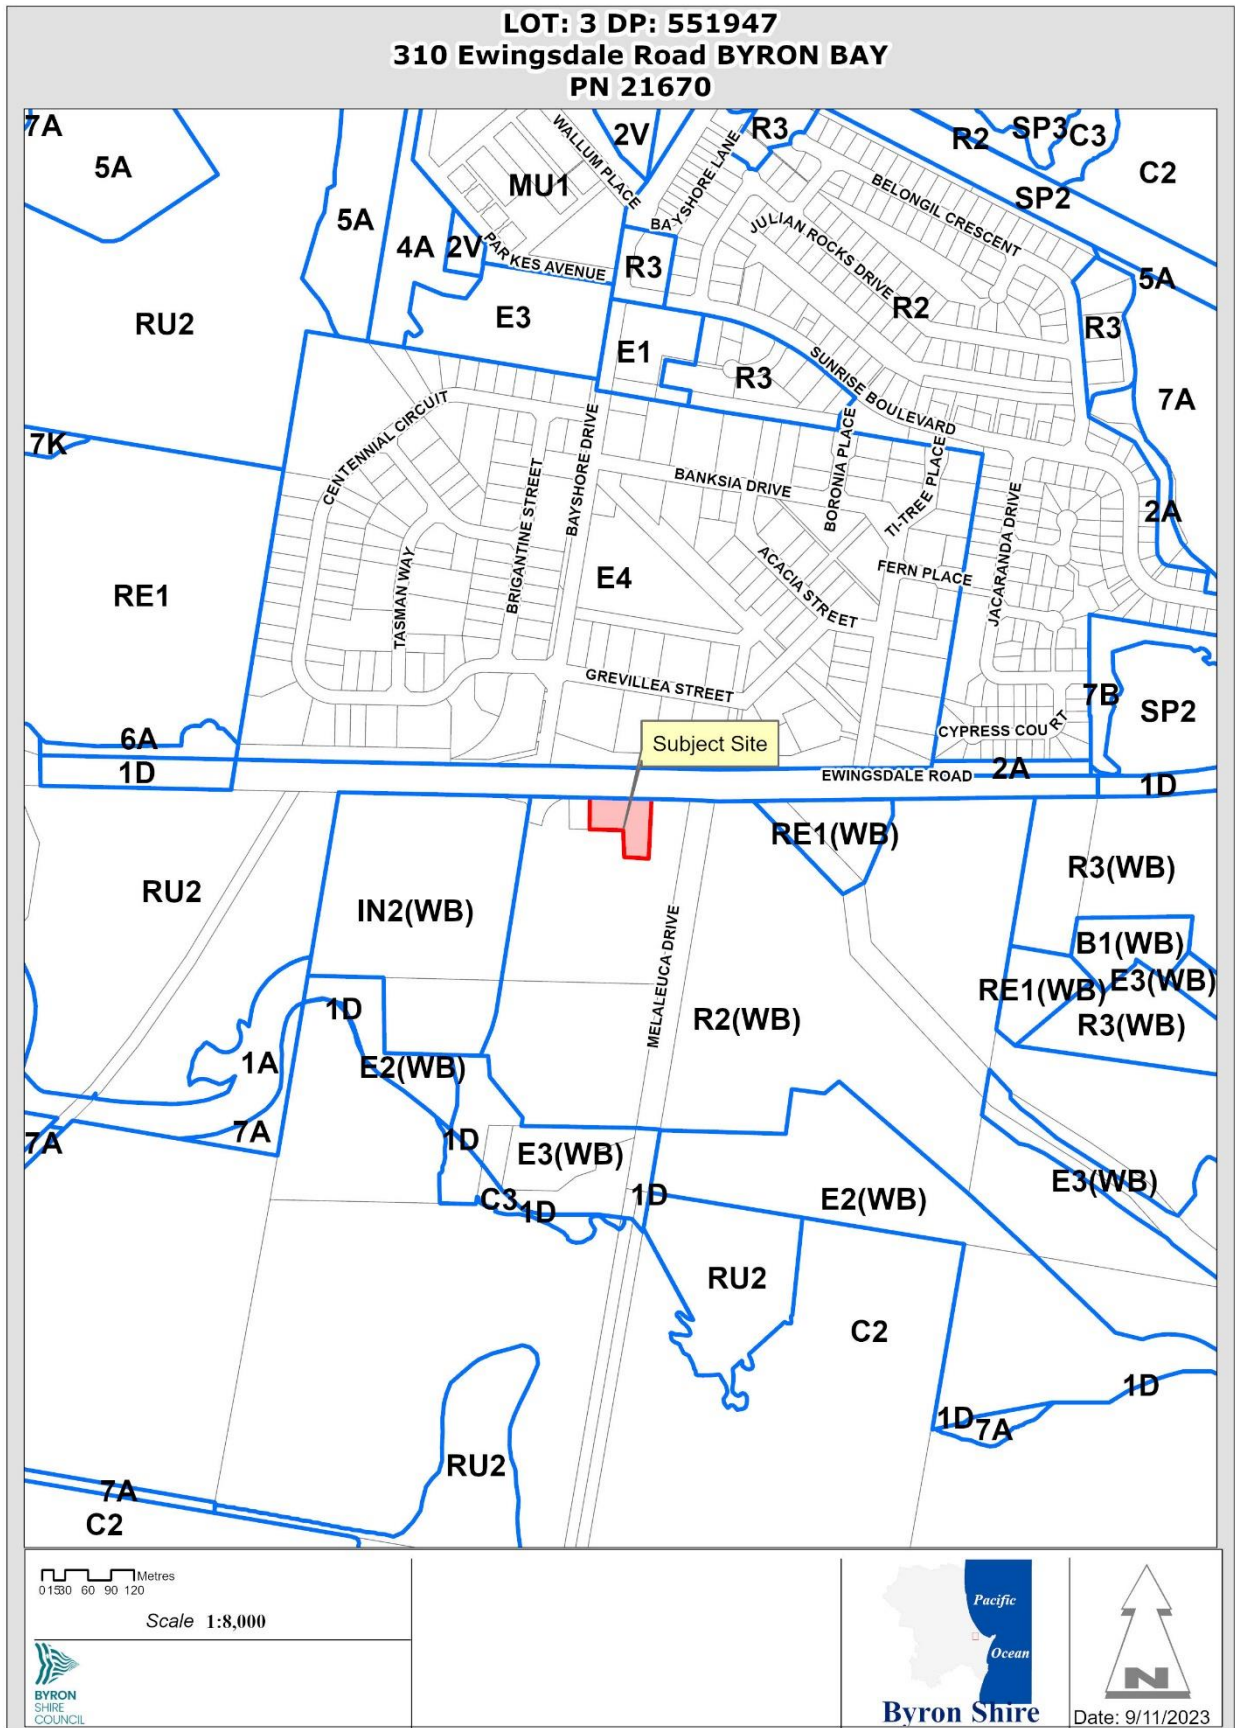 LOT: 3 DP: 551947
310 Ewingsdale Road BYRON BAY
PN 21670
7A
5A
5A
4A
2V
MU1
WALLUM PLACE
2V
BAYSHORE LANE
R3
R2
SP3
C3
C2
SP2
BELONGIL CRESCENT
JULIAN ROCKS DRIVE
BA
PARKES AVENUE
R3
R2
5A
R3
RU2
E3
E1
R3
SUNRISE BOULEVARD
7A
7K
CENTENNIAL CIRCUIT
BAYSHORE DRIVE
BRIGANTINE STREET
BANKSIA DRIVE
BORONIA PLACE
TI-TREE PLACE
JACARANDA DRIVE
2A
RE1
TASMAN WAY
E4
ACACIA STREET
FERN PLACE
GREVILLEA STREET
7B
SP2
CYPRESS COURT
6A
1D
Subject Site
EWINGSDALE ROAD
2A
1D
RE1(WB)
R3(WB)
RU2
IN2(WB)
MELALEUCA DRIVE
B1(WB)
RE1(WB)
E3(WB)
R3(WB)
R2(WB)
1D
1A
E2(WB)
7A
7A
1D
E3(WB)
C3
1D
1D
E2(WB)
E3(WB)
RU2
C2
1D
1D
7A
RU2
7A
C2
Metres
0 15 30 60 90 120
Scale 1:8,000
BYRON
SHIRE
COUNCIL
Pacific
Ocean
Byron Shire
N
Date: 9/11/2023